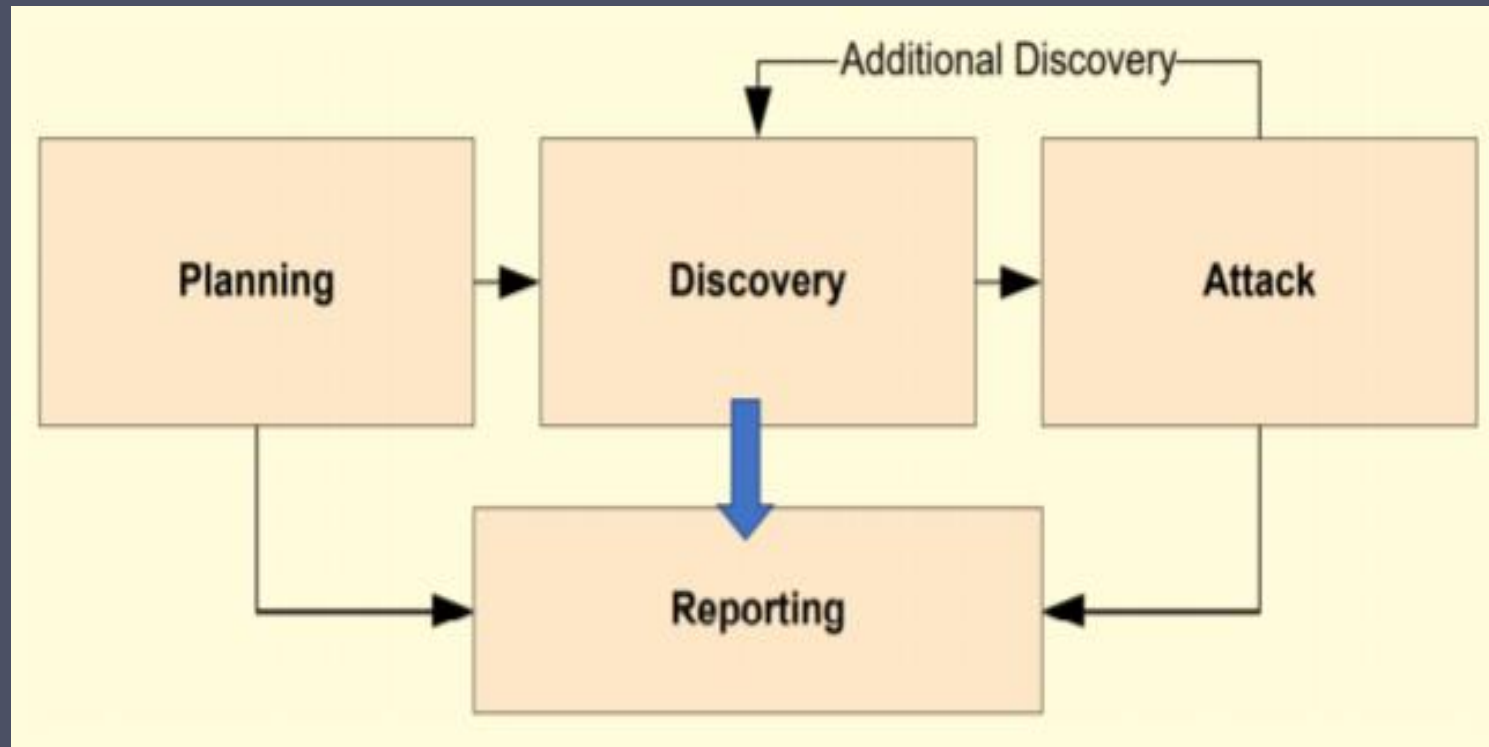 Additional Discovery
Planning
Discovery
Attack
Reporting